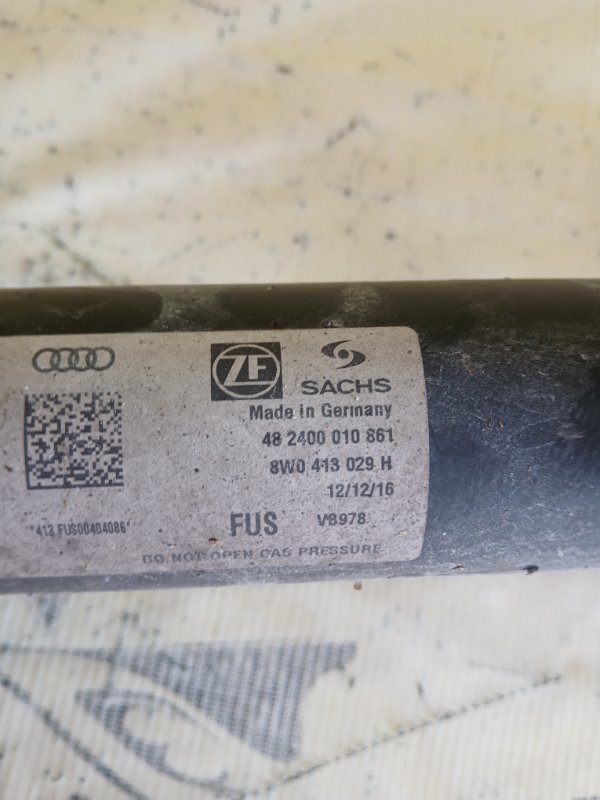 ZF SACHS
Made in Germany
48 2400 010 861
8W0 413 029 H
12/12/16
FUS V8978
*412 FUS00404086*
DO NOT OPEN GAS PRESSURE